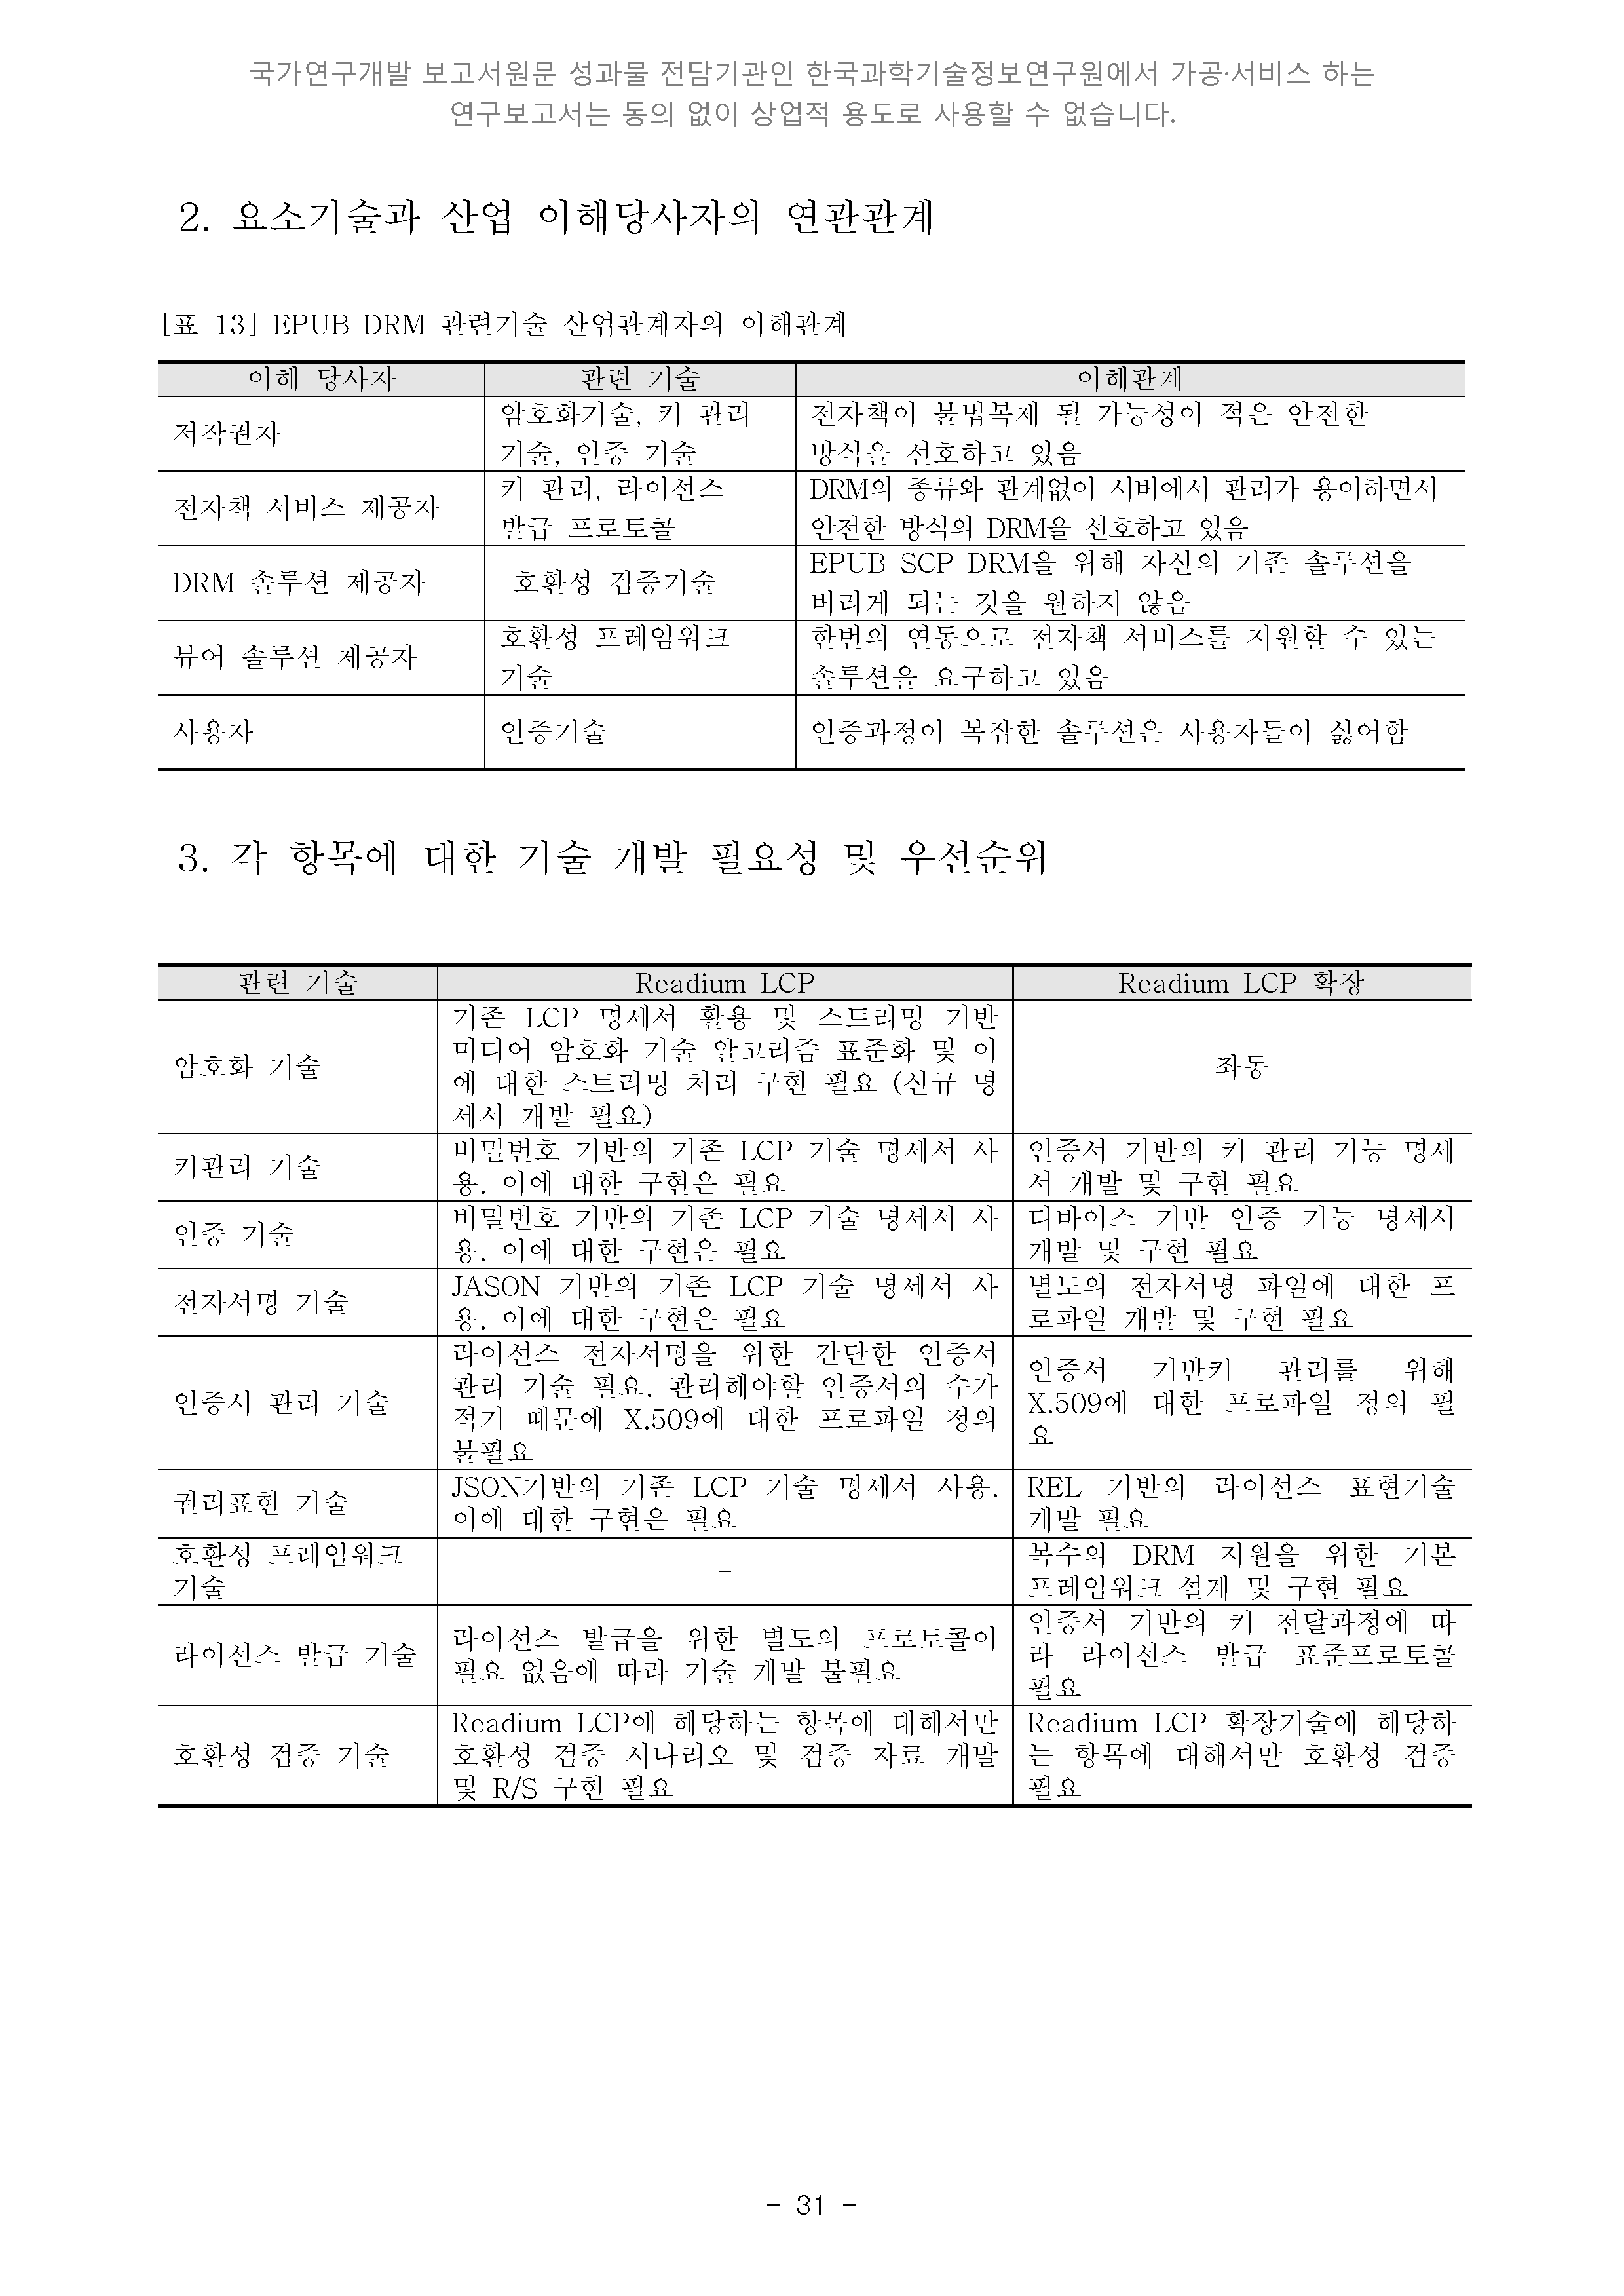 국가연구개발 보고서원문 성과물 전담기관인 한국과학기술정보연구원에서 가공·서비스 하는
연구보고서는 동의 없이 상업적 용도로 사용할 수 없습니다.
2. 요소기술과 산업 이해당사자의 연관관계
[표 13] EPUB DRM 관련기술 산업관계자의 이해관계
이해 당사자 관련 기술 이해관계
저작권자
암호화기술, 키 관리
기술, 인증 기술
전자책이 불법복제 될 가능성이 적은 안전한
방식을 선호하고 있음
전자책 서비스 제공자
키 관리, 라이선스
발급 프로토콜
DRM의 종류와 관계없이 서버에서 관리가 용이하면서
안전한 방식의 DRM을 선호하고 있음
DRM 솔루션 제공자
호환성 검증기술
EPUB SCP DRM을 위해 자신의 기존 솔루션을
버리게 되는 것을 원하지 않음
뷰어 솔루션 제공자
호환성 프레임워크
기술
한번의 연동으로 전자책 서비스를 지원할 수 있는
솔루션을 요구하고 있음
사용자
인증기술
인증과정이 복잡한 솔루션은 사용자들이 싫어함
3. 각 항목에 대한 기술 개발 필요성 및 우선순위
관련 기술 Readium LCP Readium LCP 확장
암호화 기술
기존 LCP 명세서 활용 및 스트리밍 기반
미디어 암호화 기술 알고리즘 표준화 및 이
에 대한 스트리밍 처리 구현 필요 (신규 명
세서 개발 필요)
좌동
키관리 기술
비밀번호 기반의 기존 LCP 기술 명세서 사
용. 이에 대한 구현은 필요
인증서 기반의 키 관리 기능 명세
서 개발 및 구현 필요
인증 기술
비밀번호 기반의 기존 LCP 기술 명세서 사
용. 이에 대한 구현은 필요
디바이스 기반 인증 기능 명세서
개발 및 구현 필요
전자서명 기술
JASON 기반의 기존 LCP 기술 명세서 사
용. 이에 대한 구현은 필요
별도의 전자서명 파일에 대한 프
로파일 개발 및 구현 필요
인증서 관리 기술
라이선스 전자서명을 위한 간단한 인증서
관리 기술 필요. 관리해야할 인증서의 수가
적기 때문에 X.509에 대한 프로파일 정의
불필요
인증서 기반키 관리를 위해
X.509에 대한 프로파일 정의 필
요
권리표현 기술
JSON기반의 기존 LCP 기술 명세서 사용.
이에 대한 구현은 필요
REL 기반의 라이선스 표현기술
개발 필요
호환성 프레임워크
기술
-
복수의 DRM 지원을 위한 기본
프레임워크 설계 및 구현 필요
라이선스 발급 기술
라이선스 발급을 위한 별도의 프로토콜이
필요 없음에 따라 기술 개발 불필요
인증서 기반의 키 전달과정에 따
라 라이선스 발급 표준프로토콜
필요
호환성 검증 기술
Readium LCP에 해당하는 항목에 대해서만
호환성 검증 시나리오 및 검증 자료 개발
및 R/S 구현 필요
Readium LCP 확장기술에 해당하
는 항목에 대해서만 호환성 검증
필요
- 31 -